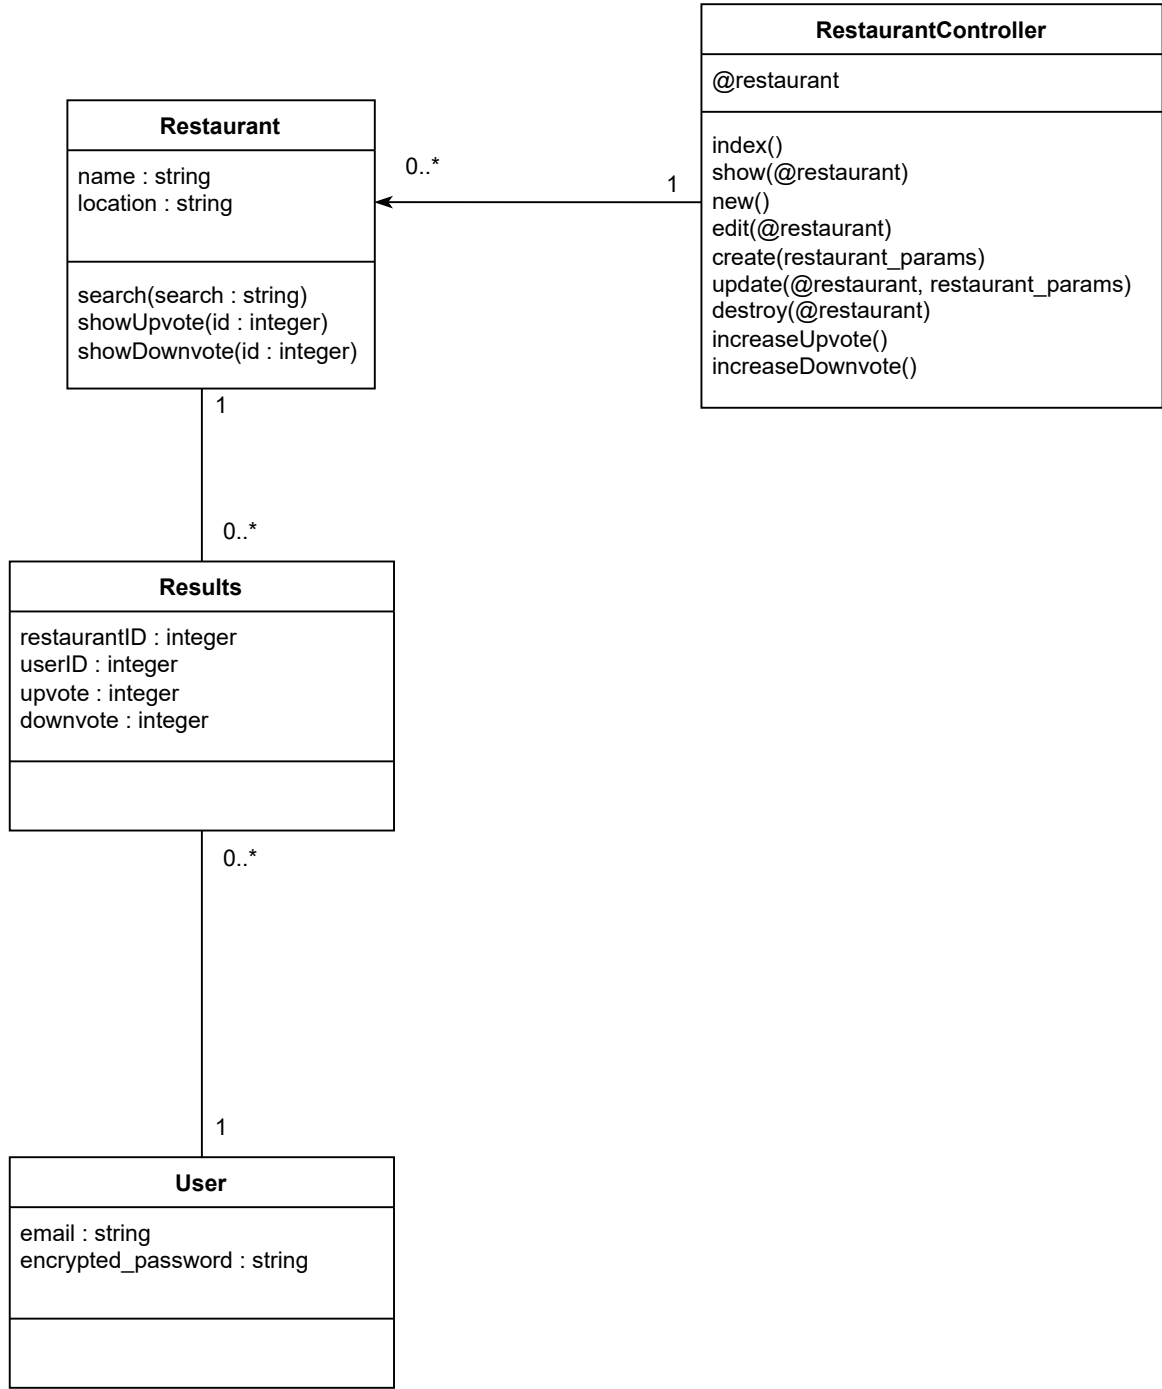 RestaurantController
@restaurant
index()
show(@restaurant)
new()
edit(@restaurant)
create(restaurant_params)
update(@restaurant, restaurant_params)
destroy(@restaurant)
increaseUpvote()
increaseDownvote()
Restaurant
name : string
location : string
search(search : string)
showUpvote(id : integer)
showDownvote(id : integer)
0..*
1
1
0..*
Results
restaurantID : integer
userID : integer
upvote : integer
downvote : integer
0..*
1
User
email : string
encrypted_password : string